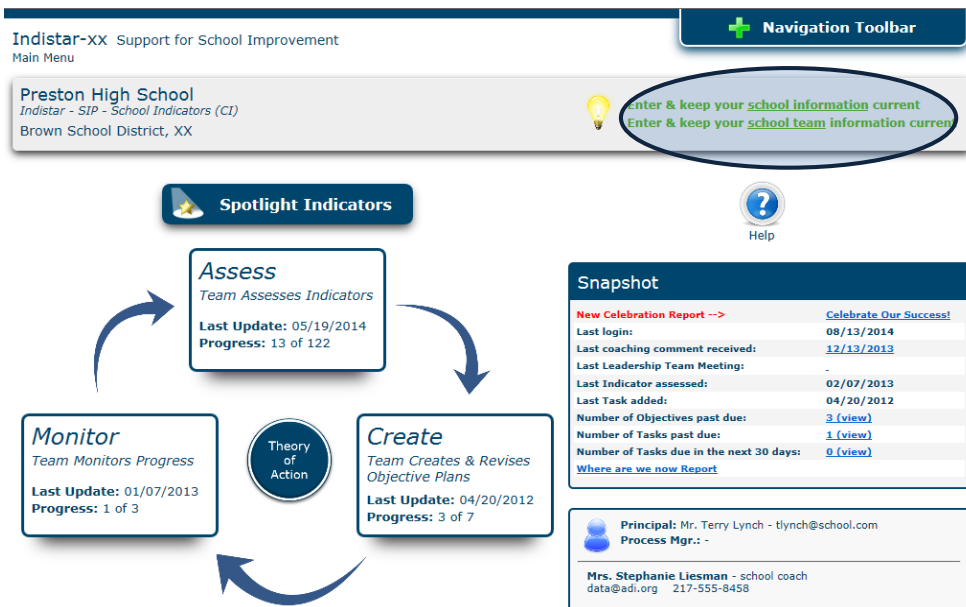 Navigation Toolbar
Indistar-XX Support for School Improvement
Main Menu
Preston High School
Indistar - SIP - School Indicators (CI)
Brown School District, XX
Enter & keep your school information current
Enter & keep your school team information current
Spotlight Indicators
?
Help
Assess
Team Assesses Indicators
Last Update: 05/19/2014
Progress: 13 of 122
Monitor
Team Monitors Progress
Last Update: 01/07/2013
Progress: 1 of 3
Theory
of
Action
Create
Team Creates & Revises
Objective Plans
Last Update: 04/20/2012
Progress: 3 of 7
Snapshot
New Celebration Report --> Celebrate Our Success!
Last login: 08/13/2014
Last coaching comment received: 12/13/2013
Last Leadership Team Meeting: -
Last Indicator assessed: 02/07/2013
Last Task added: 04/20/2012
Number of Objectives past due: 3 (view)
Number of Tasks past due: 1 (view)
Number of Tasks due in the next 30 days: 0 (view)
Where are we now Report
Principal: Mr. Terry Lynch - tlynch@school.com
Process Mgr.: -
Mrs. Stephanie Liesman - school coach
data@adi.org 217-555-8458